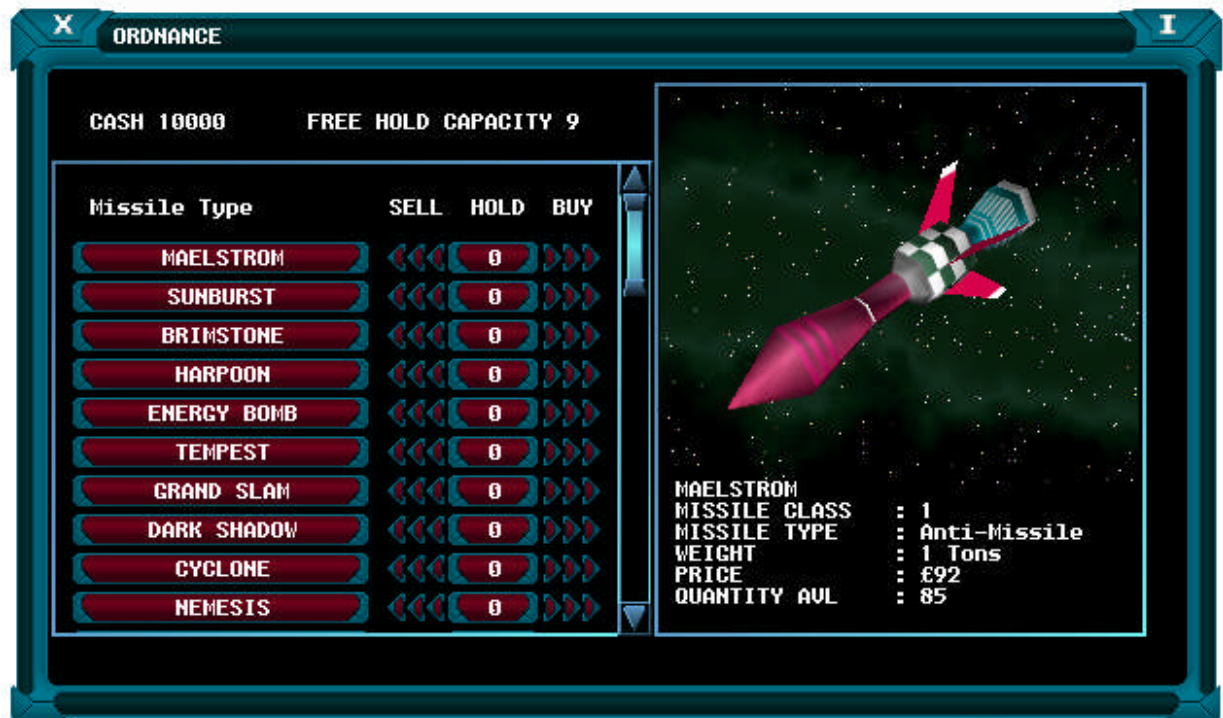 X ORDNANCE I
CASH 10000 FREE HOLD CAPACITY 9
Missile Type SELL HOLD BUY
MAELSTROM 0
SUNBURST 0
BRIMSTONE 0
HARPOON 0
ENERGY BOMB 0
TEMPEST 0
GRAND SLAM 0
DARK SHADOW 0
CYCLONE 0
NEMESIS 0
MAELSTROM
MISSILE CLASS : 1
MISSILE TYPE : Anti-Missile
WEIGHT : 1 Tons
PRICE : £92
QUANTITY AVL : 85